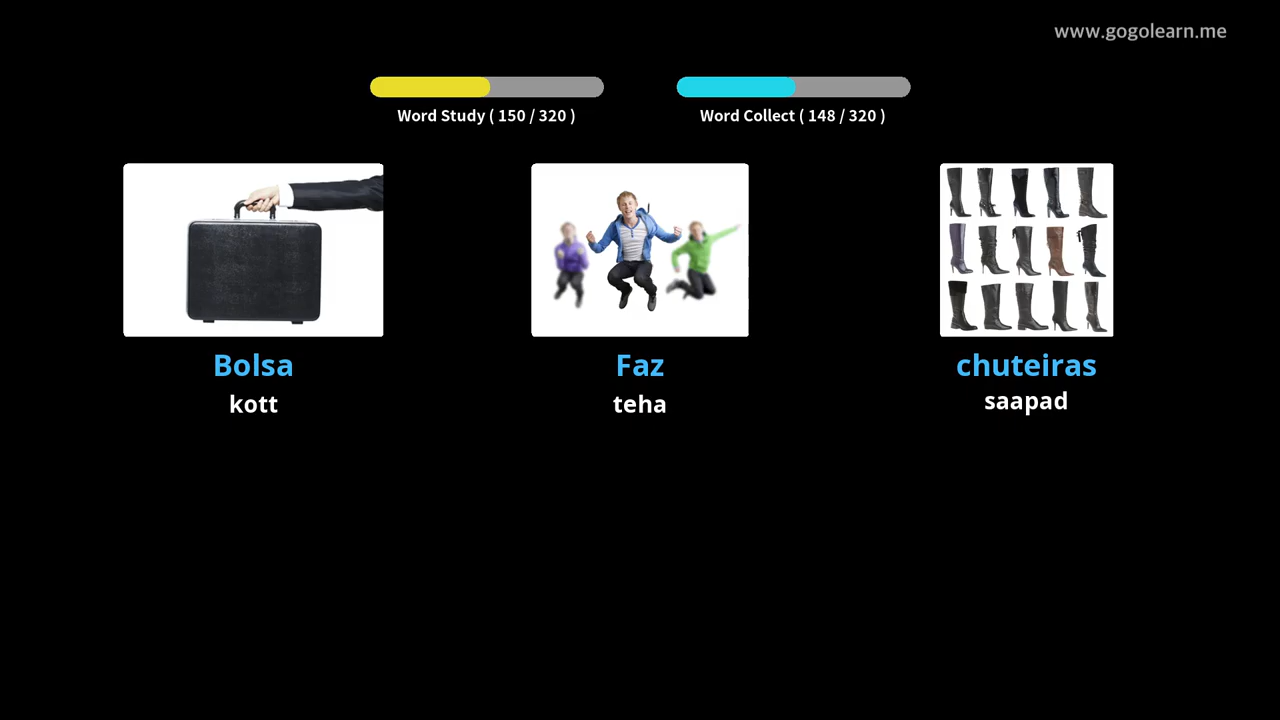 www.gogolearn.me
Word Study ( 150 / 320 )
Word Collect ( 148 / 320 )
Bolsa
kott
Faz
teha
chuteiras
saapad